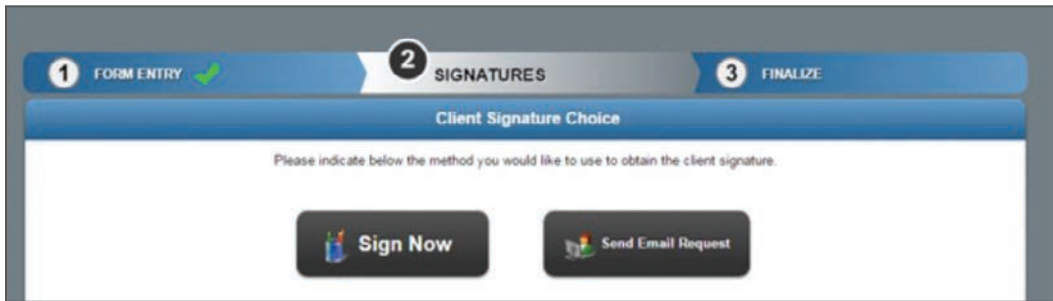 1 FORM ENTRY
2 SIGNATURES
3 FINALIZE
Client Signature Choice
Please indicate below the method you would like to use to obtain the client signature.
Sign Now
Send Email Request